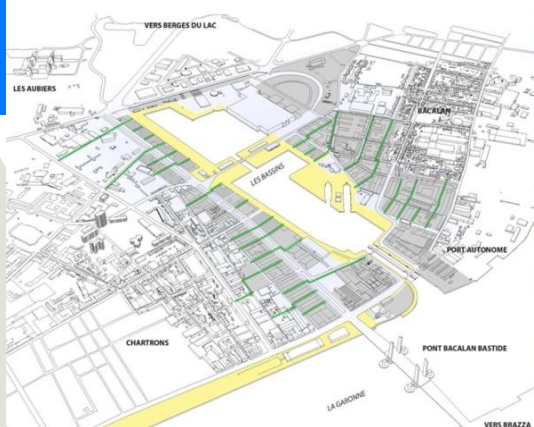 VERS BERGES DU LAC
LES AUBIERS
BACALAN
LES BASSINS
PORT AUTONOME
CHARTRONS
PONT BACALAN BASTIDE
LA GARONNE
VERS BRAZZA